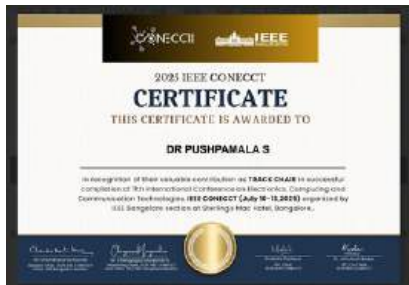 CONECCT
IEEE
2025 IEEE CONECCT
CERTIFICATE
THIS CERTIFICATE IS AWARDED TO
DR PUSHPAMALA S
In recognition of their valuable contribution as TRACK CHAIR in successful
completion of 11th International Conference on Electronics, Computing and
Communication Technologies, IEEE CONECCT (July 10-13,2025) organized by
IEEE Bangalore section at Sterlings Mac Hotel, Bangalore.